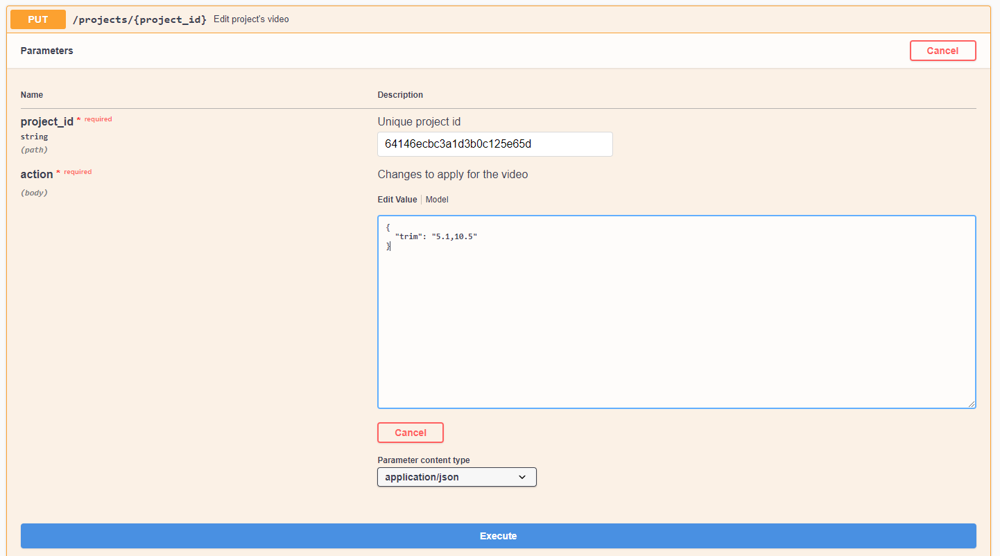 PUT /projects/{project_id} Edit project's video
Parameters Cancel
Name Description
project_id * required Unique project id
string
(path)
64146ecbc3a1d3b0c125e65d
action * required Changes to apply for the video
(body)
Edit Value | Model
{
"trim": "5.1,10.5"
}
Cancel
Parameter content type
application/json
Execute